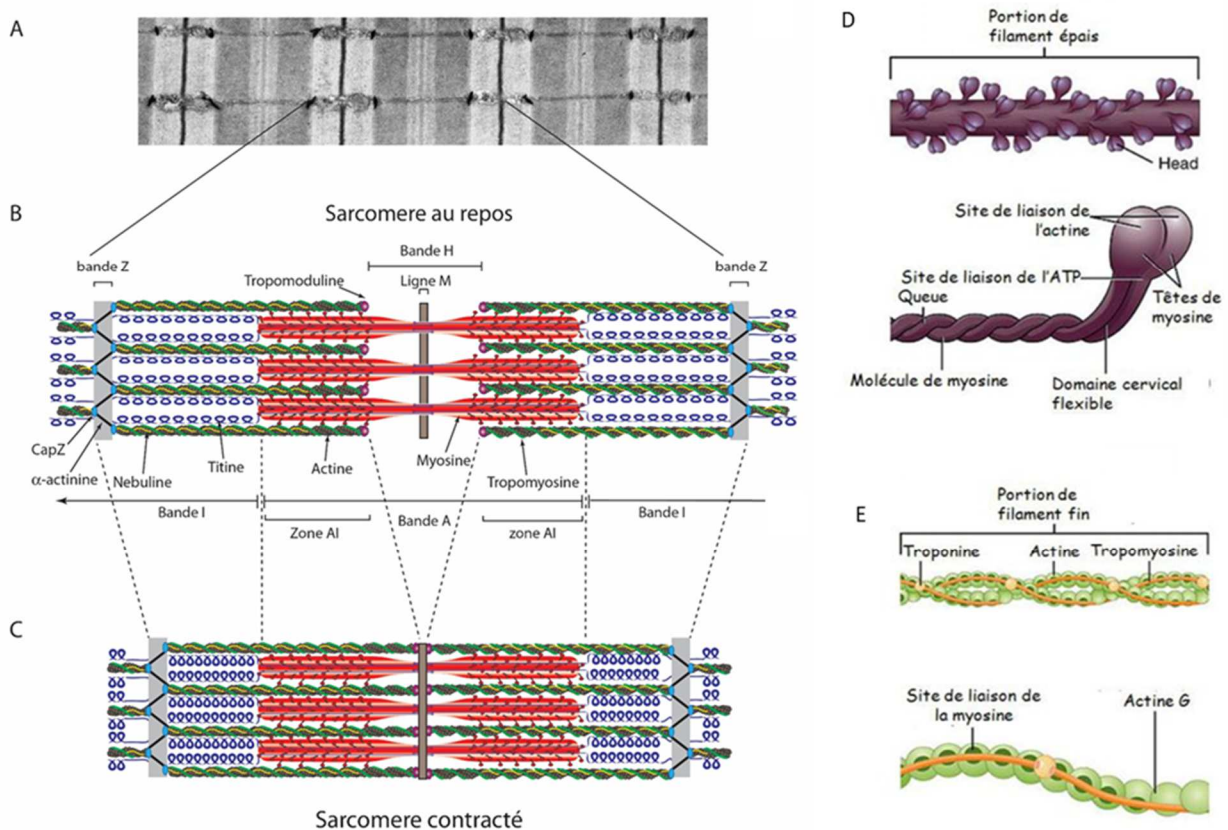 A
B
Sarcomere au repos
Bande H
bande Z
Tropomoduline
Ligne M
bande Z
CapZ
α-actinine
Nebuline
Titine
Actine
Myosine
Tropomyosine
Bande I
Bande A
Bande I
Zone AI
zone AI
C
Sarcomere contracté
D
Portion de
filament épais
Head
Site de liaison de
l'actine
Site de liaison de l'ATP
Queue
Têtes de
myosine
Molécule de myosine
Domaine cervical
flexible
E
Portion de
filament fin
Troponine
Actine
Tropomyosine
Site de liaison de
la myosine
Actine G